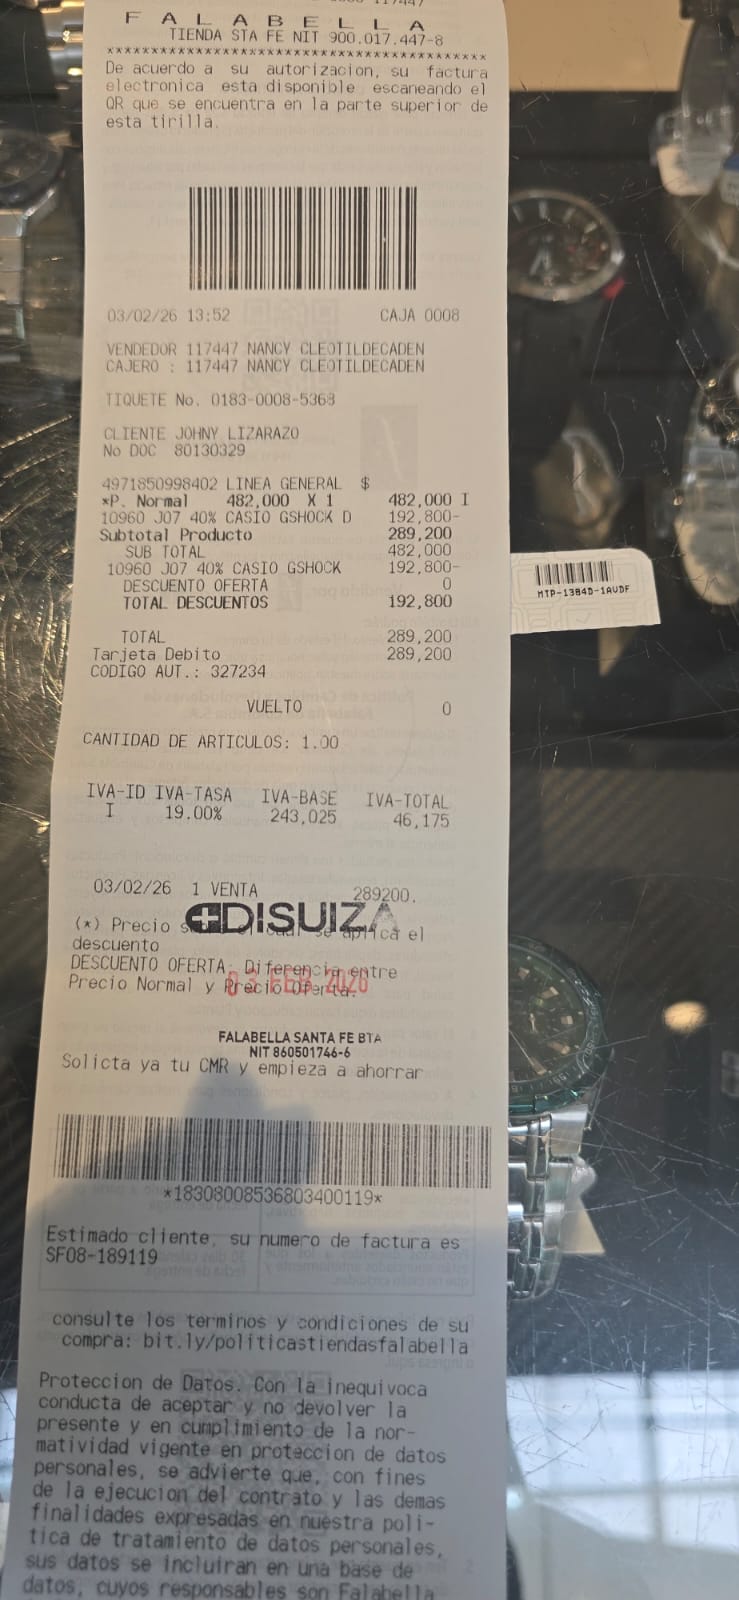 F A L A B E L L A
TIENDA STA FE NIT 900.017.447-8
****************************************
De acuerdo a su autorizacion, su factura
electronica esta disponible escaneando el
QR que se encuentra en la parte superior de
esta tirilla.
03/02/26 13:52 CAJA 0008
VENDEDOR 117447 NANCY CLEOTILDECADEN
CAJERO : 117447 NANCY CLEOTILDECADEN
TIQUETE No. 0183-0008-5368
CLIENTE JOHNY LIZARAZO
No DOC 80130329
4971850998402 LINEA GENERAL $
*P. Normal 482,000 X 1 482,000 I
10960 J07 40% CASIO GSHOCK D 192,800-
Subtotal Producto 289,200
SUB TOTAL 482,000
10960 J07 40% CASIO GSHOCK 192,800-
DESCUENTO OFERTA 0
TOTAL DESCUENTOS 192,800
TOTAL 289,200
Tarjeta Debito 289,200
CODIGO AUT.: 327234
VUELTO 0
CANTIDAD DE ARTICULOS: 1.00
IVA-ID IVA-TASA IVA-BASE IVA-TOTAL
I 19.00% 243,025 46,175
03/02/26 1 VENTA 289200.
DISUIZA
(*) Precio se aplica el
descuento
DESCUENTO OFERTA: Diferencia entre
Precio Normal y Precio Oferta.
03 FEB 2026
FALABELLA SANTA FE BTA
NIT 860501746-6
Solicta ya tu CMR y empieza a ahorrar
*18308008536803400119*
Estimado cliente, su numero de factura es
SF08-189119
consulte los terminos y condiciones de su
compra: bit.ly/politicastiendasfalabella
Proteccion de Datos. Con la inequivoca
conducta de aceptar y no devolver la
presente y en cumplimiento de la nor-
matividad vigente en proteccion de datos
personales, se advierte que, con fines
de la ejecucion del contrato y las demas
finalidades expresadas en nuestra poli-
tica de tratamiento de datos personales,
sus datos se incluiran en una base de
datos, cuyos responsables son Falabella
MTP-1384D-1AVDF